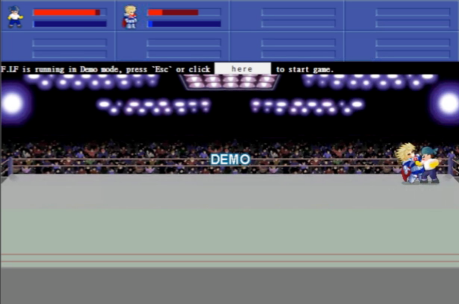 F.LF is running in Demo mode, press `Esc` or click here to start game.
DEMO